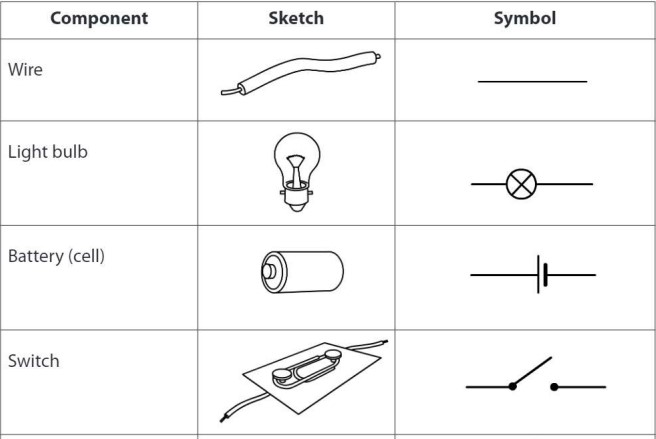 Component Sketch Symbol
Wire
Light bulb
Battery (cell)
Switch